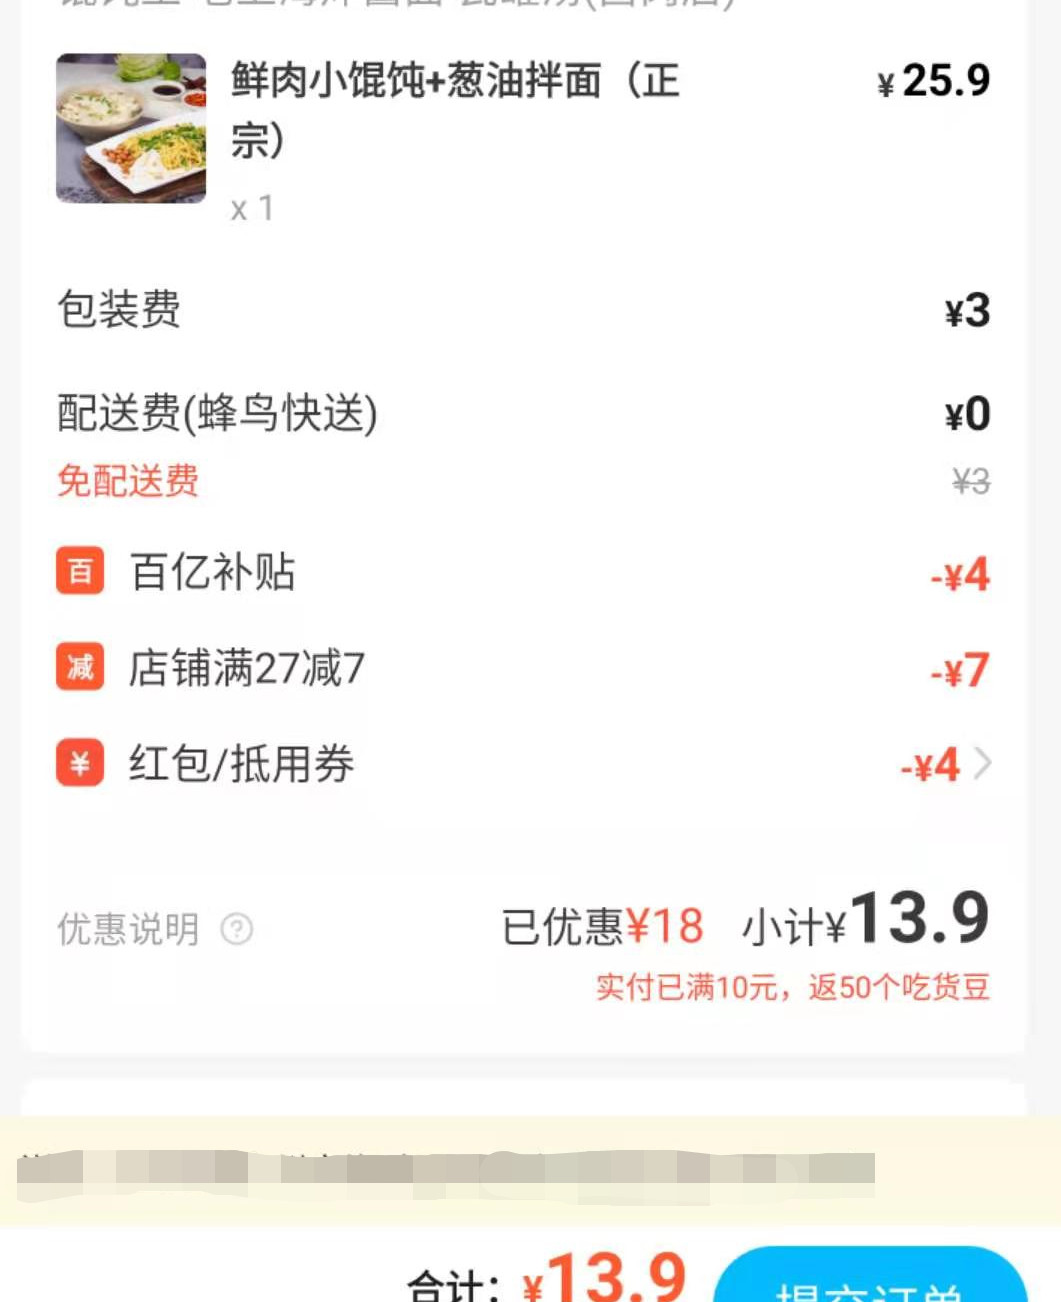 鲜肉小馄饨+葱油拌面（正
宗）
¥25.9
x 1
包装费
¥3
配送费(蜂鸟快送)
¥0
免配送费
¥3
百 百亿补贴
-¥4
减 店铺满27减7
-¥7
¥ 红包/抵用券
-¥4
优惠说明 ?
已优惠¥18 小计¥13.9
实付已满10元，返50个吃货豆
合计：¥13.9
提交订单